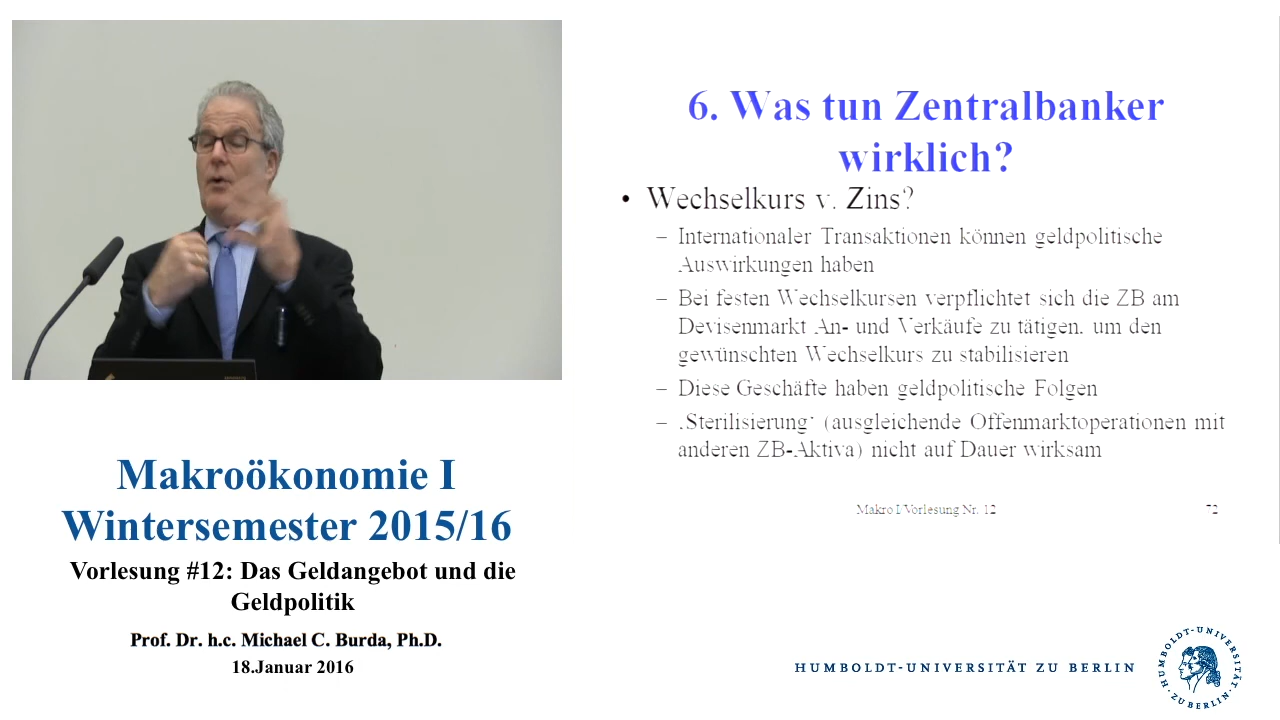 6. Was tun Zentralbanker
wirklich?
• Wechselkurs v. Zins?
– Internationaler Transaktionen können geldpolitische
Auswirkungen haben
– Bei festen Wechselkursen verpflichtet sich die ZB am
Devisenmarkt An- und Verkäufe zu tätigen, um den
gewünschten Wechselkurs zu stabilisieren
– Diese Geschäfte haben geldpolitische Folgen
– ‚Sterilisierung‘ (ausgleichende Offenmarktoperationen mit
anderen ZB-Aktiva) nicht auf Dauer wirksam
Makro I/Vorlesung Nr. 12
72
Makroökonomie I
Wintersemester 2015/16
Vorlesung #12: Das Geldangebot und die
Geldpolitik
Prof. Dr. h.c. Michael C. Burda, Ph.D.
18.Januar 2016
HUMBOLDT-UNIVERSITÄT ZU BERLIN
HUMBOLDT-UNIVERSITÄT ZU BERLIN